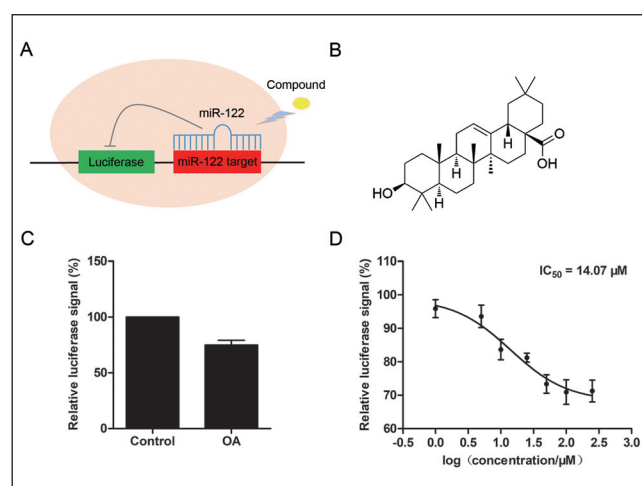 A
Compound
miR-122
Luciferase
miR-122 target
B
HO
H
H
H
O
OH
C
Relative luciferase signal (%)
150
100
50
0
Control
OA
D
Relative luciferase signal (%)
IC50 = 14.07 μM
110
100
90
80
70
60
-0.5
0.0
0.5
1.0
1.5
2.0
2.5
3.0
log（concentration/μM）